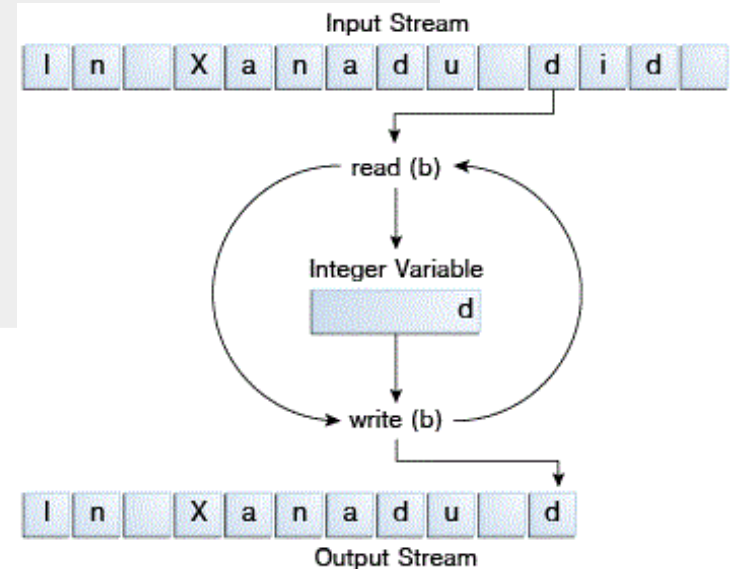 Input Stream
I n X a n a d u d i d
read (b)
Integer Variable
d
write (b)
I n X a n a d u d
Output Stream